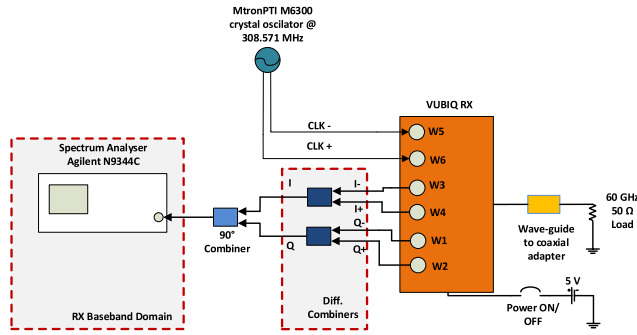 MtronPTI M6300
crystal oscilator @
308.571 MHz
VUBIQ RX
CLK -
W5
CLK +
W6
Spectrum Analyser
Agilent N9344C
I
I-
W3
I+
W4
Q-
W1
Q
Q+
W2
90°
Combiner
60 GHz
50 Ω
Load
Wave-guide
to coaxial
adapter
Diff.
Combiners
RX Baseband Domain
5 V
+
Power ON/
OFF